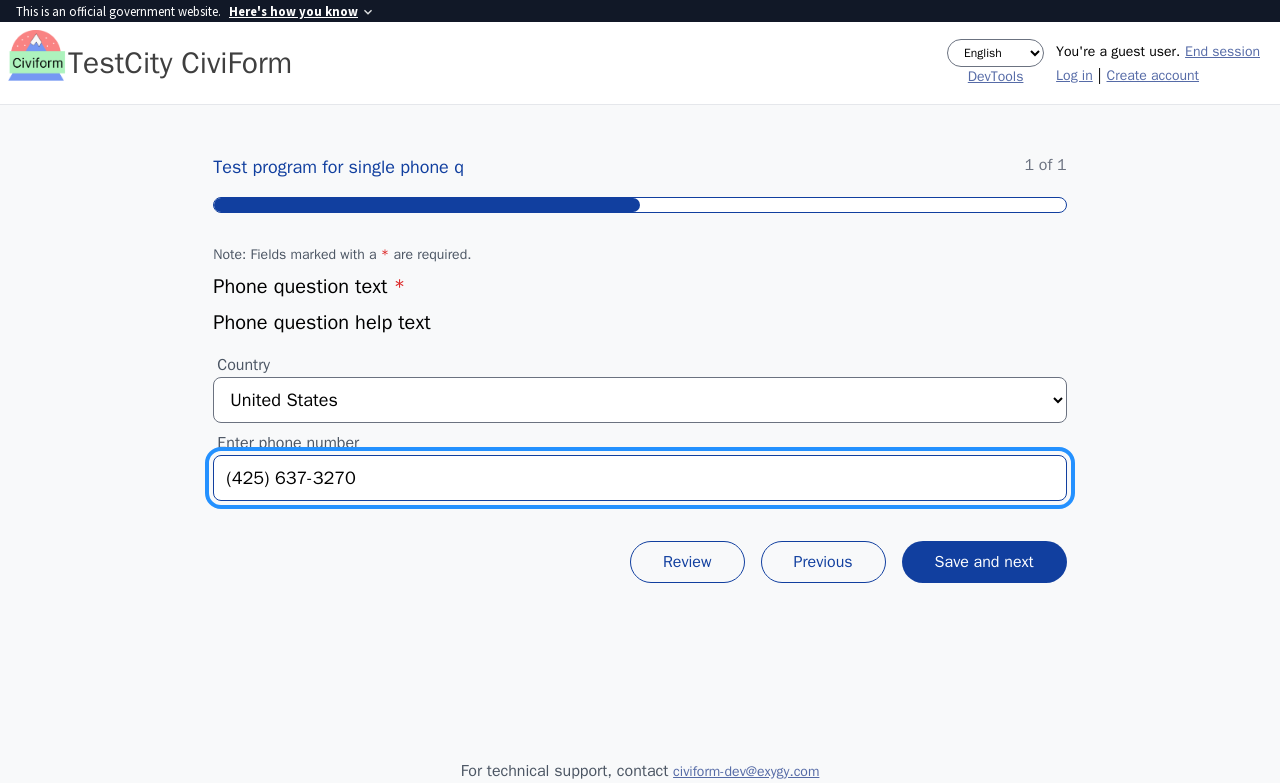 This is an official government website. Here's how you know
Civiform
TestCity CiviForm
English
DevTools
You're a guest user. End session
Log in | Create account
Test program for single phone q
1 of 1
Note: Fields marked with a * are required.
Phone question text *
Phone question help text
Country
United States
Enter phone number
(425) 637-3270
Review
Previous
Save and next
For technical support, contact civiform-dev@exygy.com